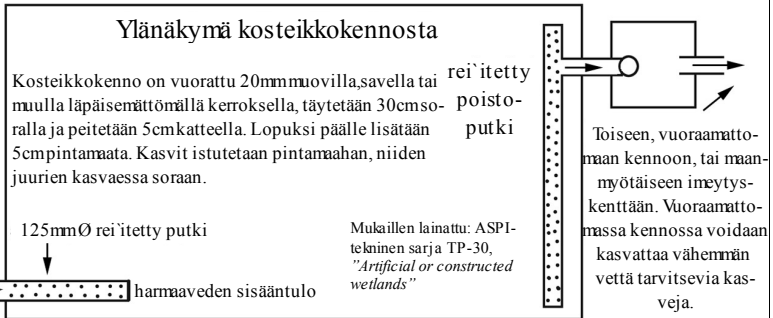 Ylänäkymä kosteikkokennosta
Kosteikkokenno on vuorattu 20mm muovilla, savella tai
muulla läpäisemättömällä kerroksella, täytetään 30cm so-
ralla ja peitetään 5cm katteella. Lopuksi päälle lisätään
5cm pintamaata. Kasvit istutetaan pintamaahan, niiden
juurien kasvaessa soraan.
rei`itetty
poisto-
putki
125mm Ø rei`itetty putki
harmaaveden sisääntulo
Mukaillen lainattu: ASPI-
tekninen sarja TP-30,
”Artificial or constructed
wetlands”
Toiseen, vuoraamatto-
maan kennoon, tai maan-
myötäiseen imeytys-
kenttään. Vuoraamatto-
massa kennossa voidaan
kasvattaa vähemmän
vettä tarvitsevia kas-
veja.